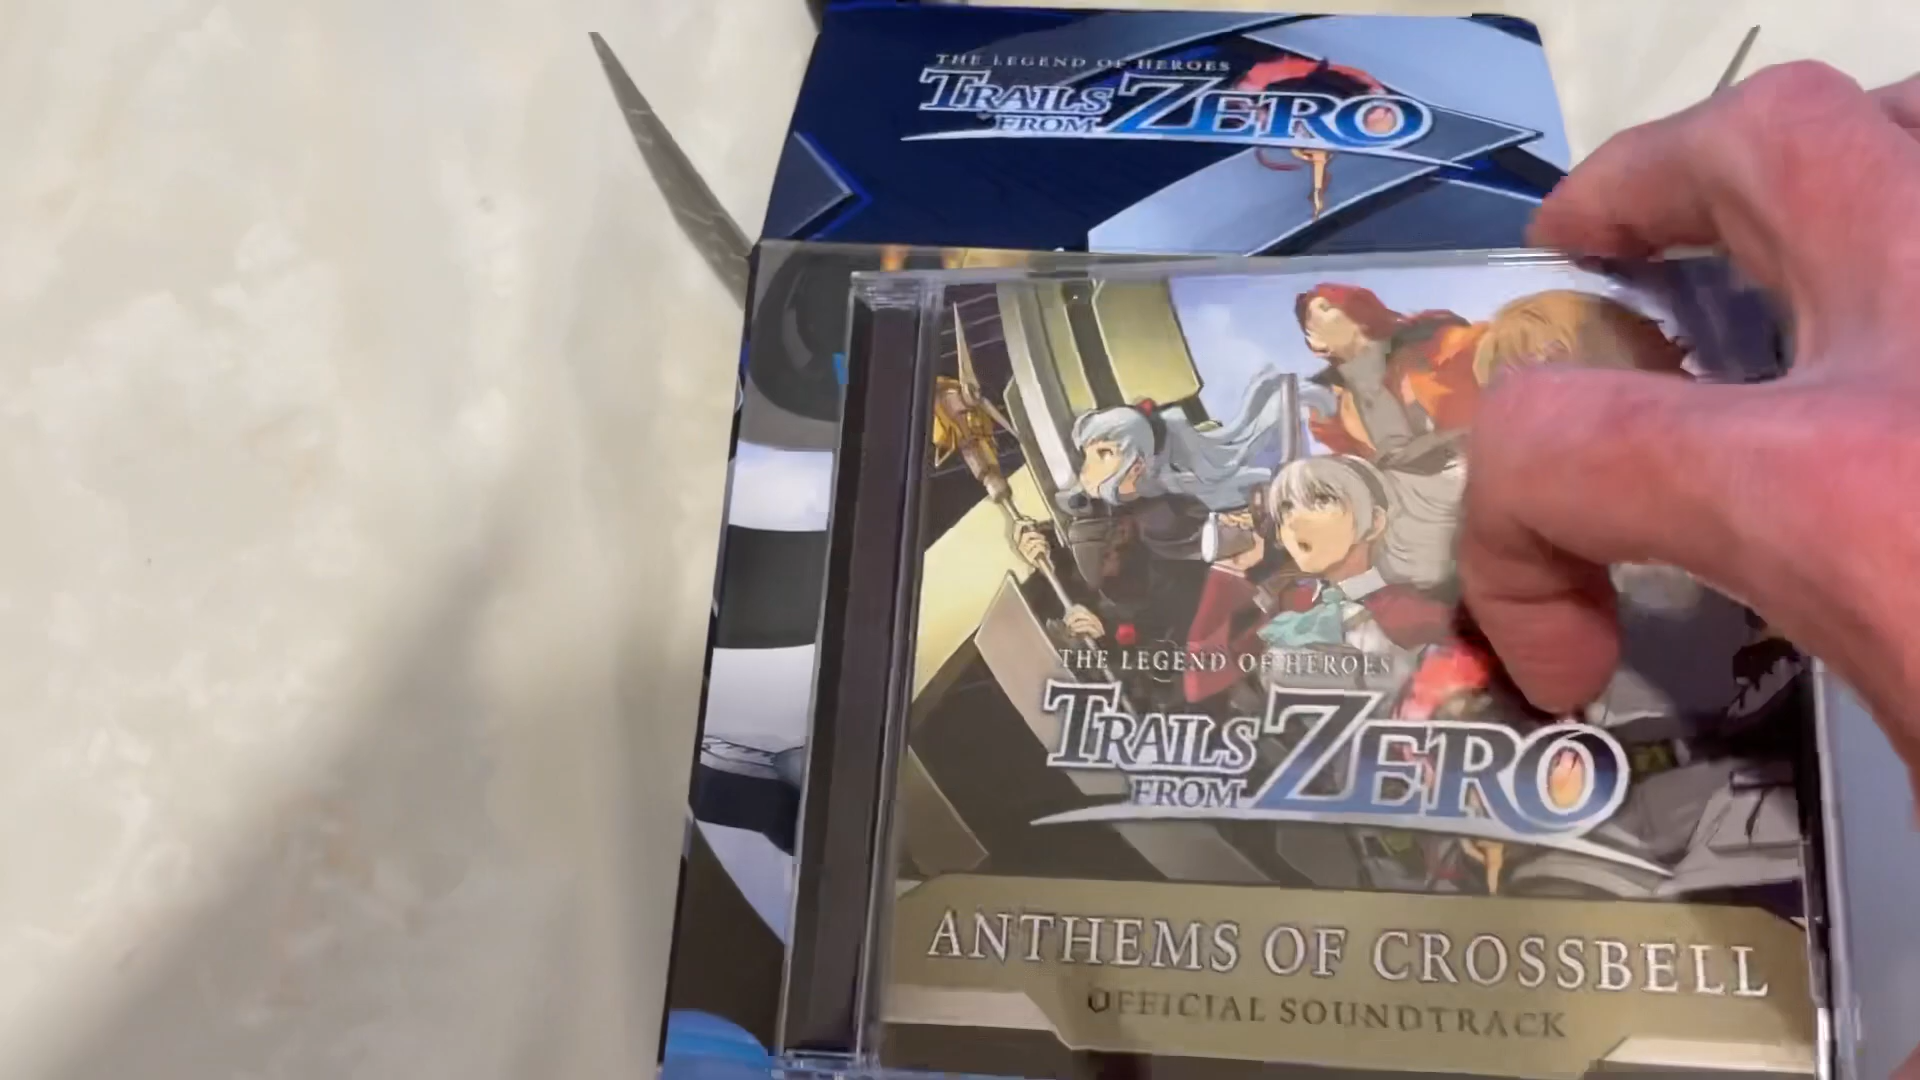 THE LEGEND OF HEROES
TRAILS
FROM ZERO
THE LEGEND OF HEROES
TRAILS
FROM ZERO
ANTHEMS OF CROSSBELL
OFFICIAL SOUNDTRACK